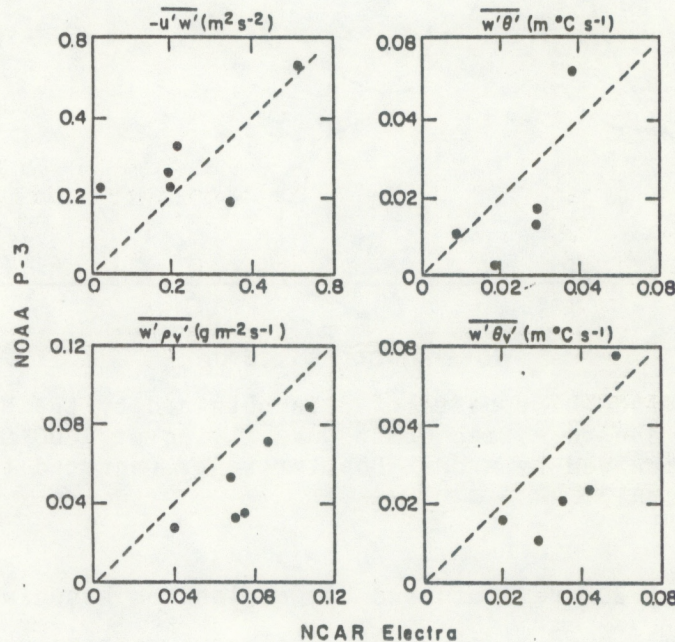 -u'w' (m² s⁻²)
0.8
0.4
0.2
0
0 0.2 0.4 0.8
w'θ' (m °C s⁻¹)
0.08
0.04
0.02
0
0 0.02 0.04 0.08
NOAA P-3
w'ρᵥ' (g m⁻² s⁻¹)
0.12
0.08
0.04
0
0 0.04 0.08 0.12
w'θᵥ' (m °C s⁻¹)
0.08
0.04
0.02
0
0 0.02 0.04 0.08
NCAR Electra